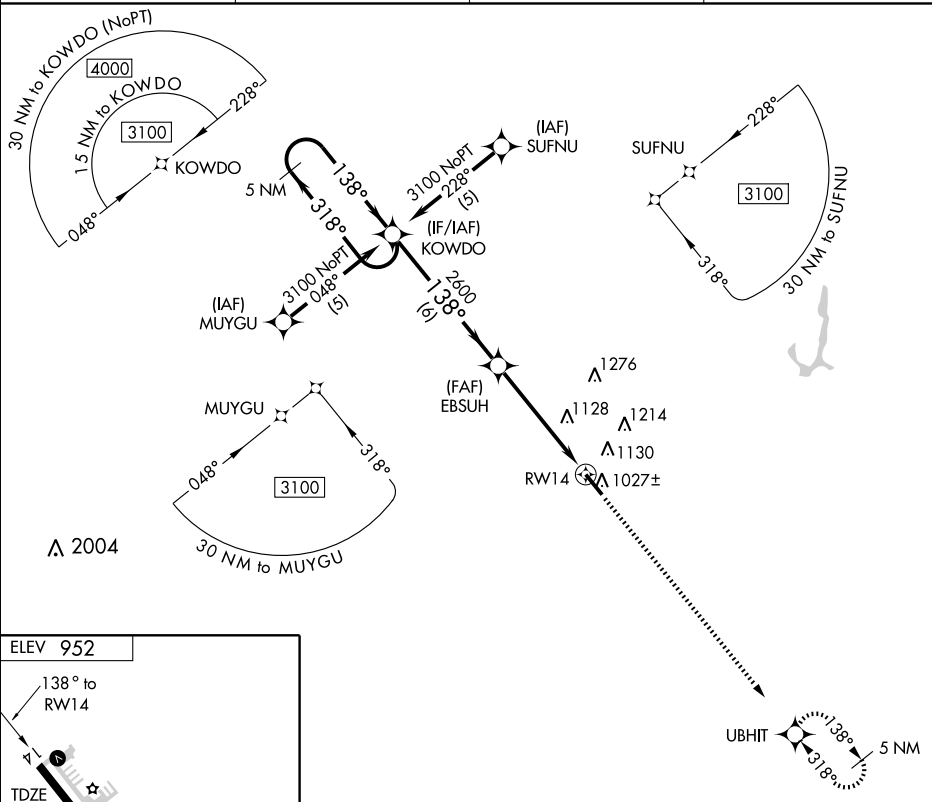 30 NM to KOWDO (NoPT)
4000
15 NM to KOWDO
3100
228°
KOWDO
048°
5 NM
138°
318°
(IAF)
SUFNU
3100 NoPT
228°
(5)
(IF/IAF)
KOWDO
3100 NoPT
048°
(5)
(IAF)
MUYGU
2600
138°
(6)
SUFNU
228°
3100
318°
30 NM to SUFNU
(FAF)
EBSUH
1276
1128
1214
1130
RW14
1027±
MUYGU
048°
318°
3100
30 NM to MUYGU
2004
ELEV 952
138° to
RW14
14
V
TDZE
UBHIT
138°
318°
5 NM